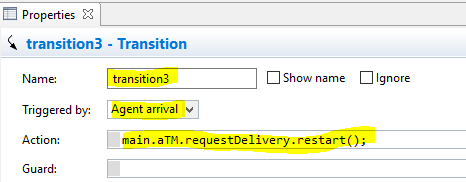 Properties
transition3 - Transition
Name: transition3 Show name Ignore
Triggered by: Agent arrival
Action: main.aTM.requestDelivery.restart();
Guard: